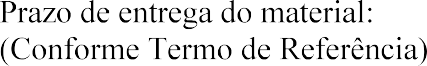 Prazo de entrega do material:
(Conforme Termo de Referência)